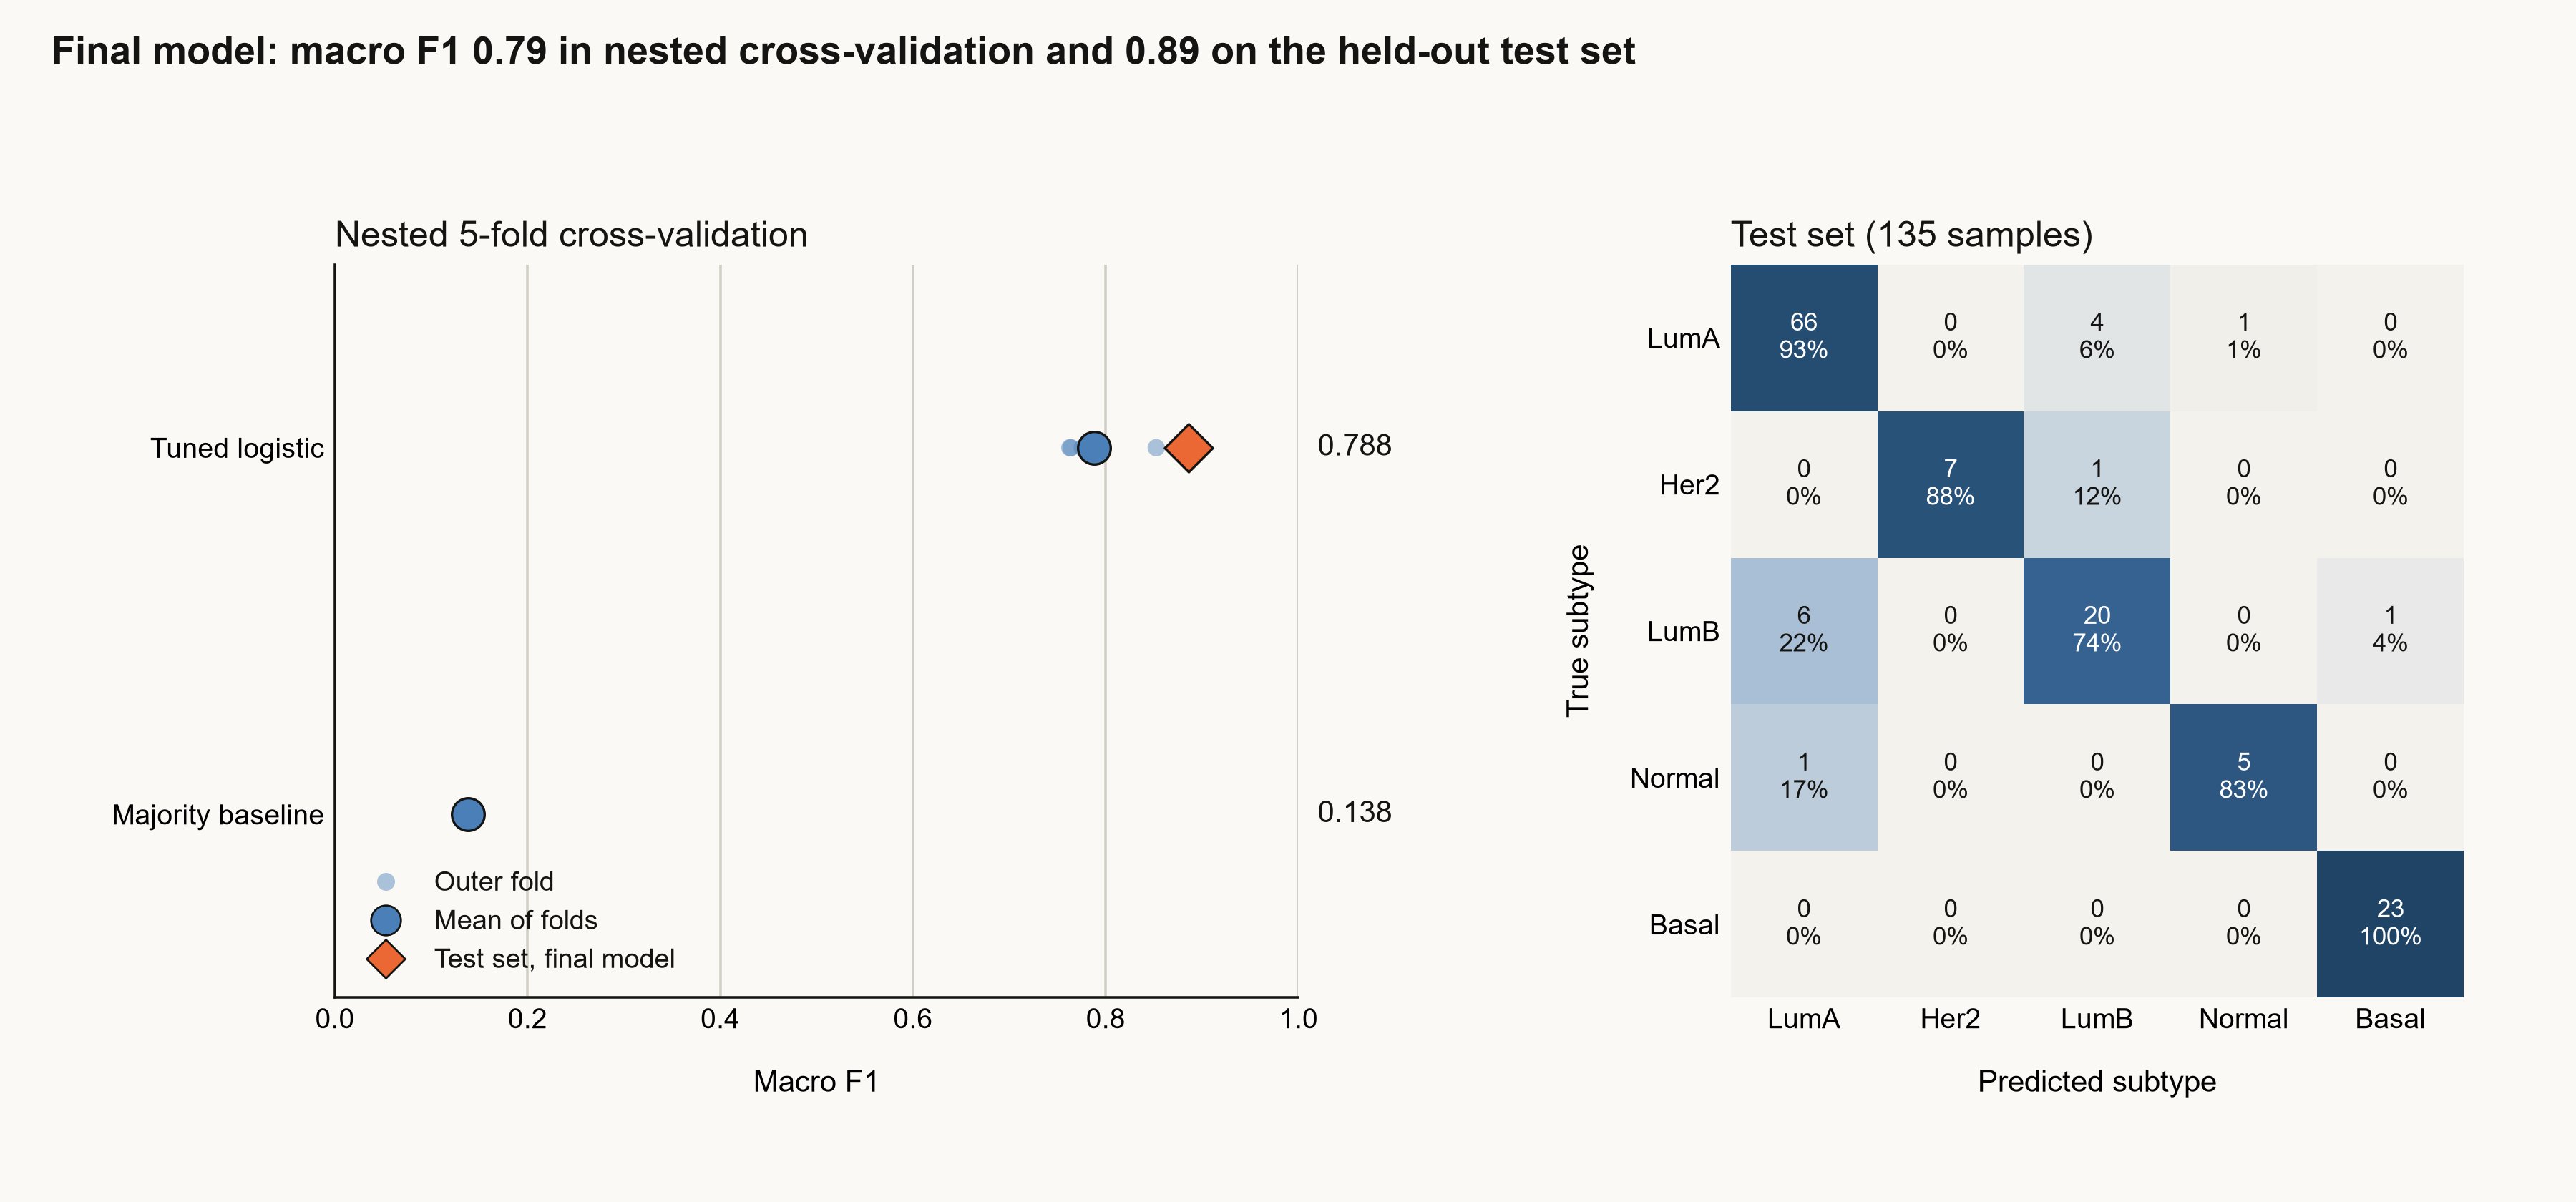 Final model: macro F1 0.79 in nested cross-validation and 0.89 on the held-out test set
Nested 5-fold cross-validation
Tuned logistic
0.788
Majority baseline
0.138
Outer fold
Mean of folds
Test set, final model
0.0 0.2 0.4 0.6 0.8 1.0
Macro F1
Test set (135 samples)
True subtype
LumA
66 0 4 1 0
93% 0% 6% 1% 0%
Her2
0 7 1 0 0
0% 88% 12% 0% 0%
LumB
6 0 20 0 1
22% 0% 74% 0% 4%
Normal
1 0 0 5 0
17% 0% 0% 83% 0%
Basal
0 0 0 0 23
0% 0% 0% 0% 100%
LumA Her2 LumB Normal Basal
Predicted subtype